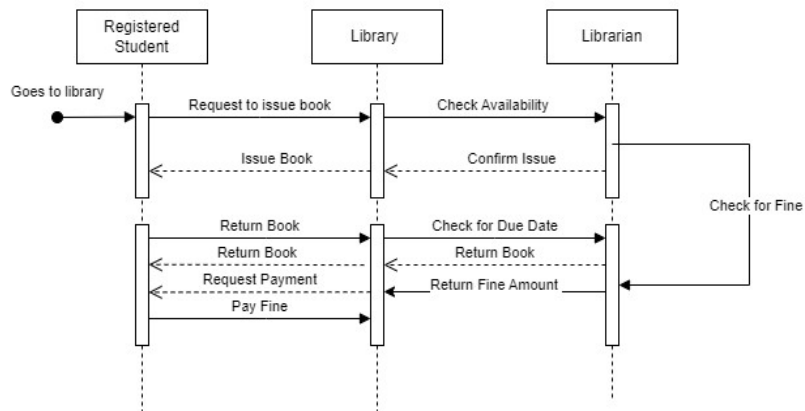 Registered
Student
Library
Librarian
Goes to library
Request to issue book
Check Availability
Issue Book
Confirm Issue
Check for Fine
Return Book
Check for Due Date
Return Book
Return Book
Request Payment
Return Fine Amount
Pay Fine